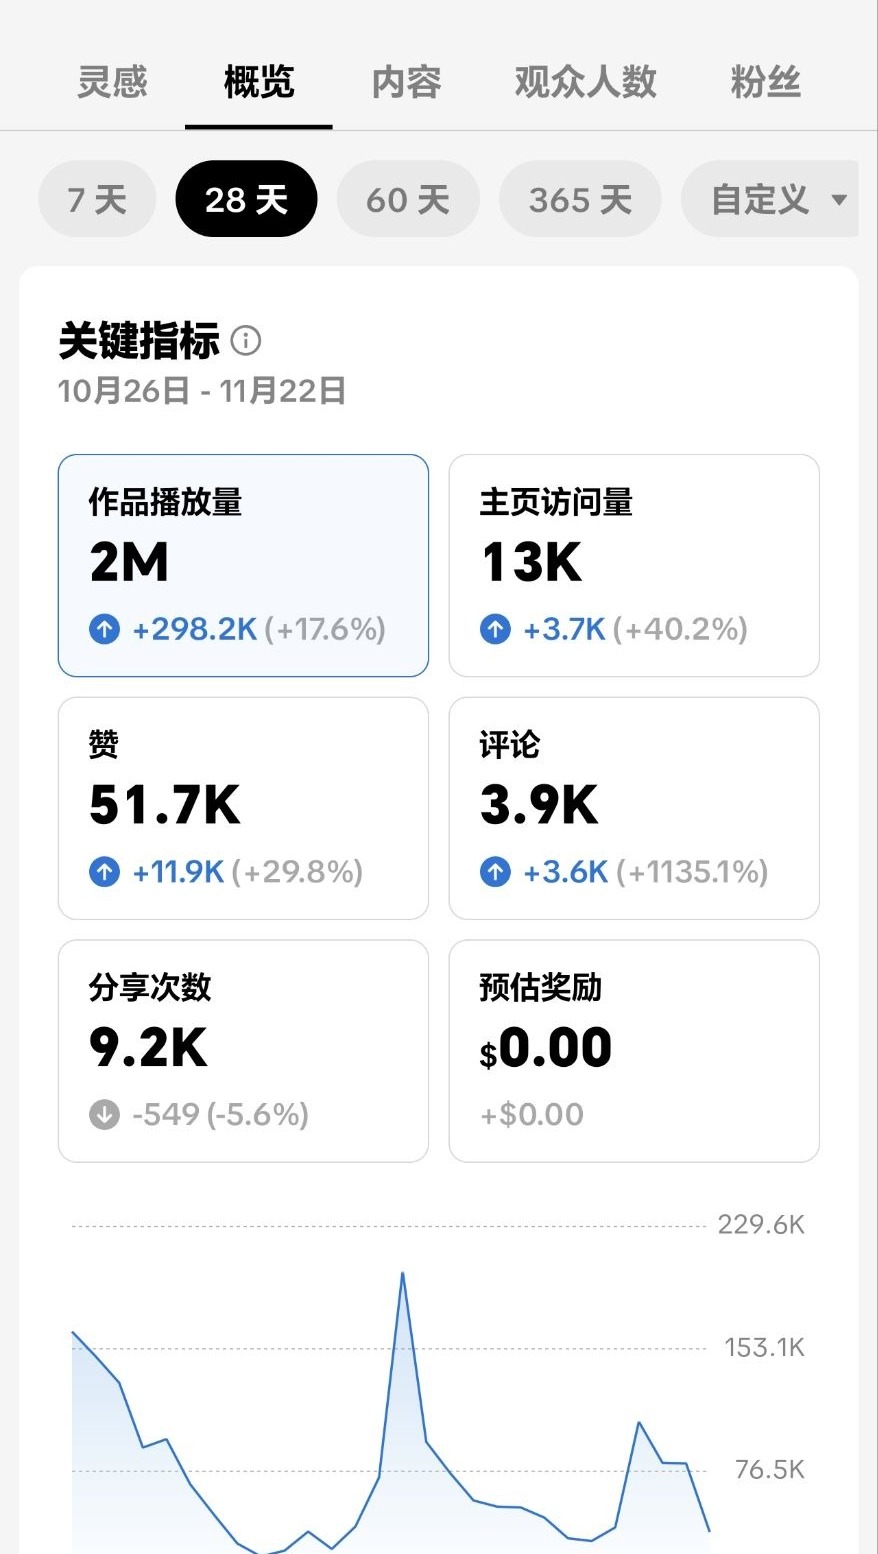 灵感 概览 内容 观众人数 粉丝
7 天 28 天 60 天 365 天 自定义
关键指标
10月26日 - 11月22日
作品播放量
2M
+298.2K (+17.6%)
主页访问量
13K
+3.7K (+40.2%)
赞
51.7K
+11.9K (+29.8%)
评论
3.9K
+3.6K (+1135.1%)
分享次数
9.2K
-549 (-5.6%)
预估奖励
$0.00
+$0.00
229.6K
153.1K
76.5K